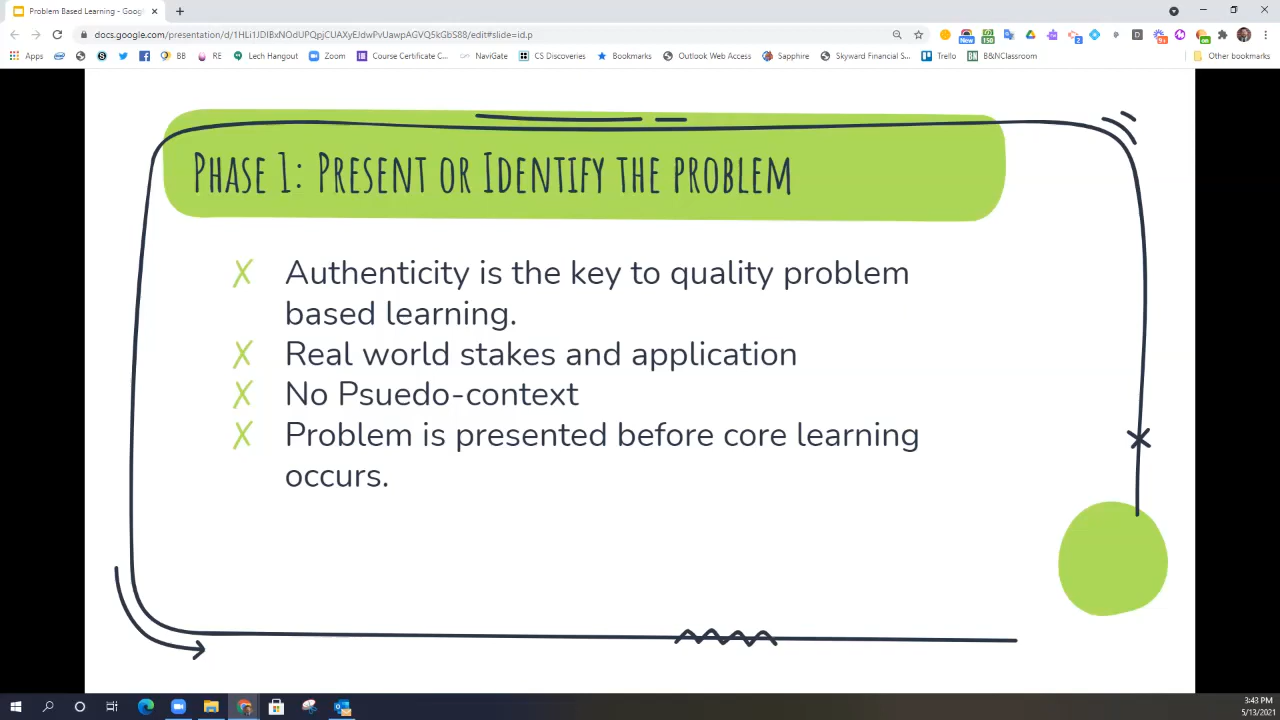 Problem Based Learning - Goog
docs.google.com/presentation/d/1HLi1JDIBxNOdUPQpjCUAXyEJdwPvUawpAGVQ5kGbS88/edit#slide=id.p
Apps
BB
RE
Lech Hangout
Zoom
Course Certificate C...
NavIGate
CS Discoveries
Bookmarks
Outlook Web Access
Sapphire
Skyward Financial S...
Trello
B&NClassroom
Other bookmarks
Phase 1: Present or Identify the problem
Authenticity is the key to quality problem
based learning.
Real world stakes and application
No Psuedo-context
Problem is presented before core learning
occurs.
3:43 PM
5/13/2021